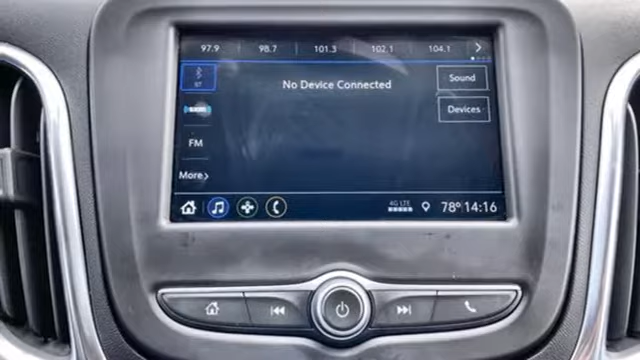 97.9 98.7 101.3 102.1 104.1
BT
No Device Connected
Sound
Devices
FM
More
4G LTE
78° 14:16